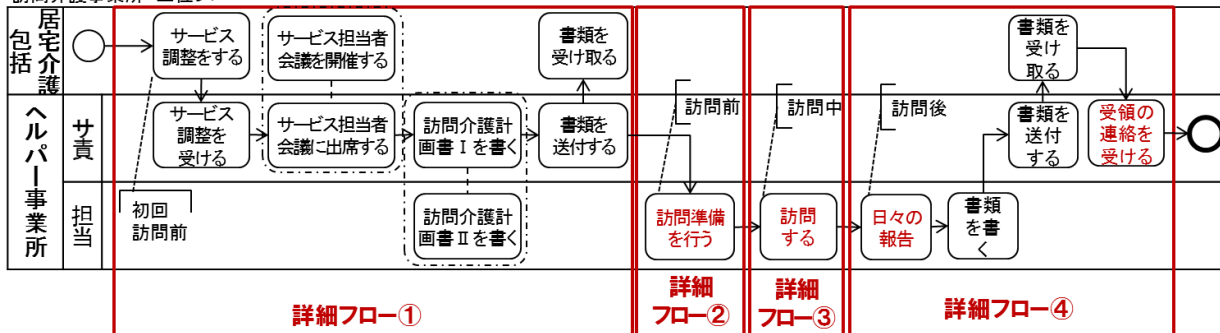 居宅介護
包括
ヘルパー事業所
サ責
担当
サービス
調整をする
サービス担当者
会議を開催する
書類を
受け取る
書類を
受け
取る
サービス
調整を
受ける
サービス担当者
会議に出席する
訪問介護計
画書Ⅰを書く
書類を
送付する
訪問前
訪問中
訪問後
書類を
送付
する
受領の
連絡を
受ける
初回
訪問前
訪問介護計
画書Ⅱを書く
訪問準備
を行う
訪問
する
日々の
報告
書類
を書
く
詳細フロー①
詳細
フロー②
詳細
フロー③
詳細フロー④